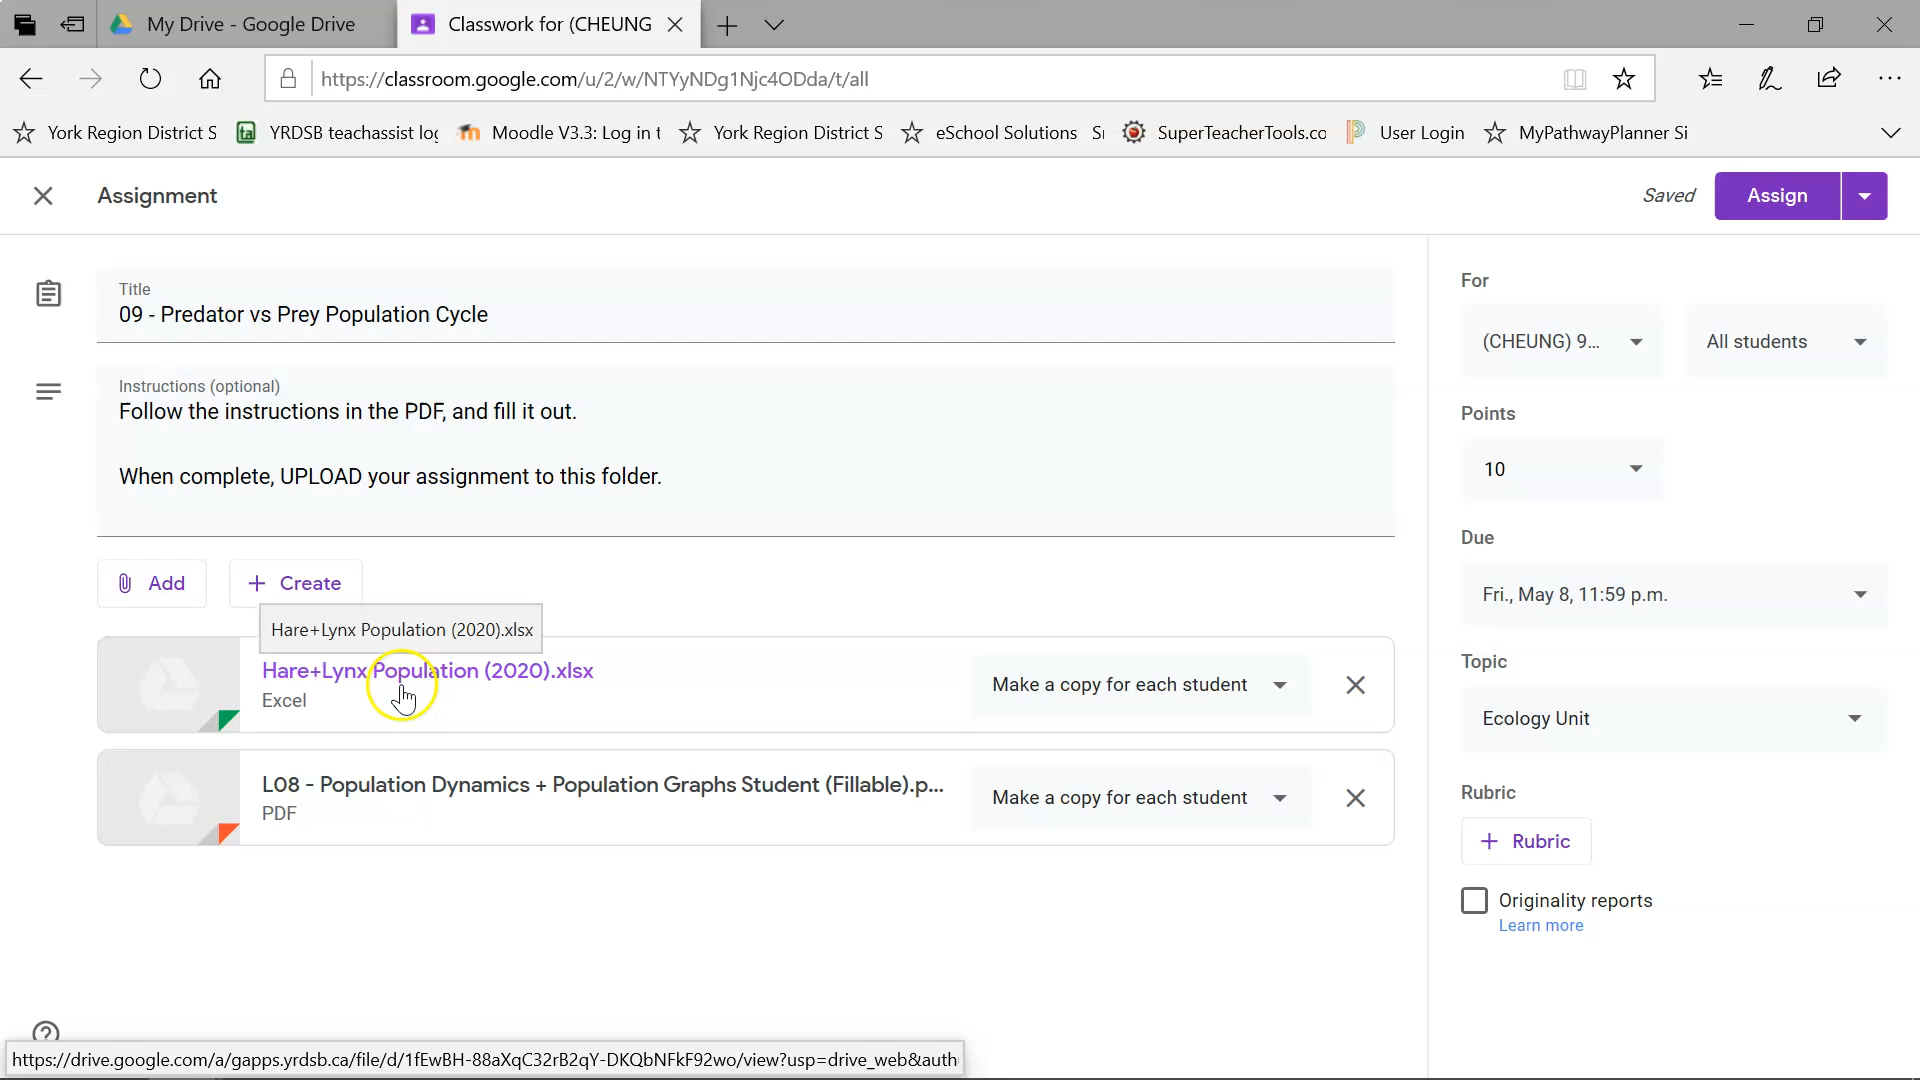 My Drive - Google Drive
Classwork for (CHEUNG
https://classroom.google.com/u/2/w/NTYyNDg1Njc4ODda/t/all
York Region District S
ta
YRDSB teachassist log
Moodle V3.3: Log in t
York Region District S
eSchool Solutions
SuperTeacherTools.co
User Login
MyPathwayPlanner Si
Assignment
Saved
Assign
Title
09 - Predator vs Prey Population Cycle
Instructions (optional)
Follow the instructions in the PDF, and fill it out.
When complete, UPLOAD your assignment to this folder.
Add
Create
Hare+Lynx Population (2020).xlsx
Hare+Lynx Population (2020).xlsx
Excel
Make a copy for each student
L08 - Population Dynamics + Population Graphs Student (Fillable).p...
PDF
Make a copy for each student
For
(CHEUNG) 9...
All students
Points
10
Due
Fri., May 8, 11:59 p.m.
Topic
Ecology Unit
Rubric
+ Rubric
Originality reports
Learn more
https://drive.google.com/a/gapps.yrdsb.ca/file/d/1fEwBH-88aXqC32rB2qY-DKQbNFkF92wo/view?usp=drive_web&auth